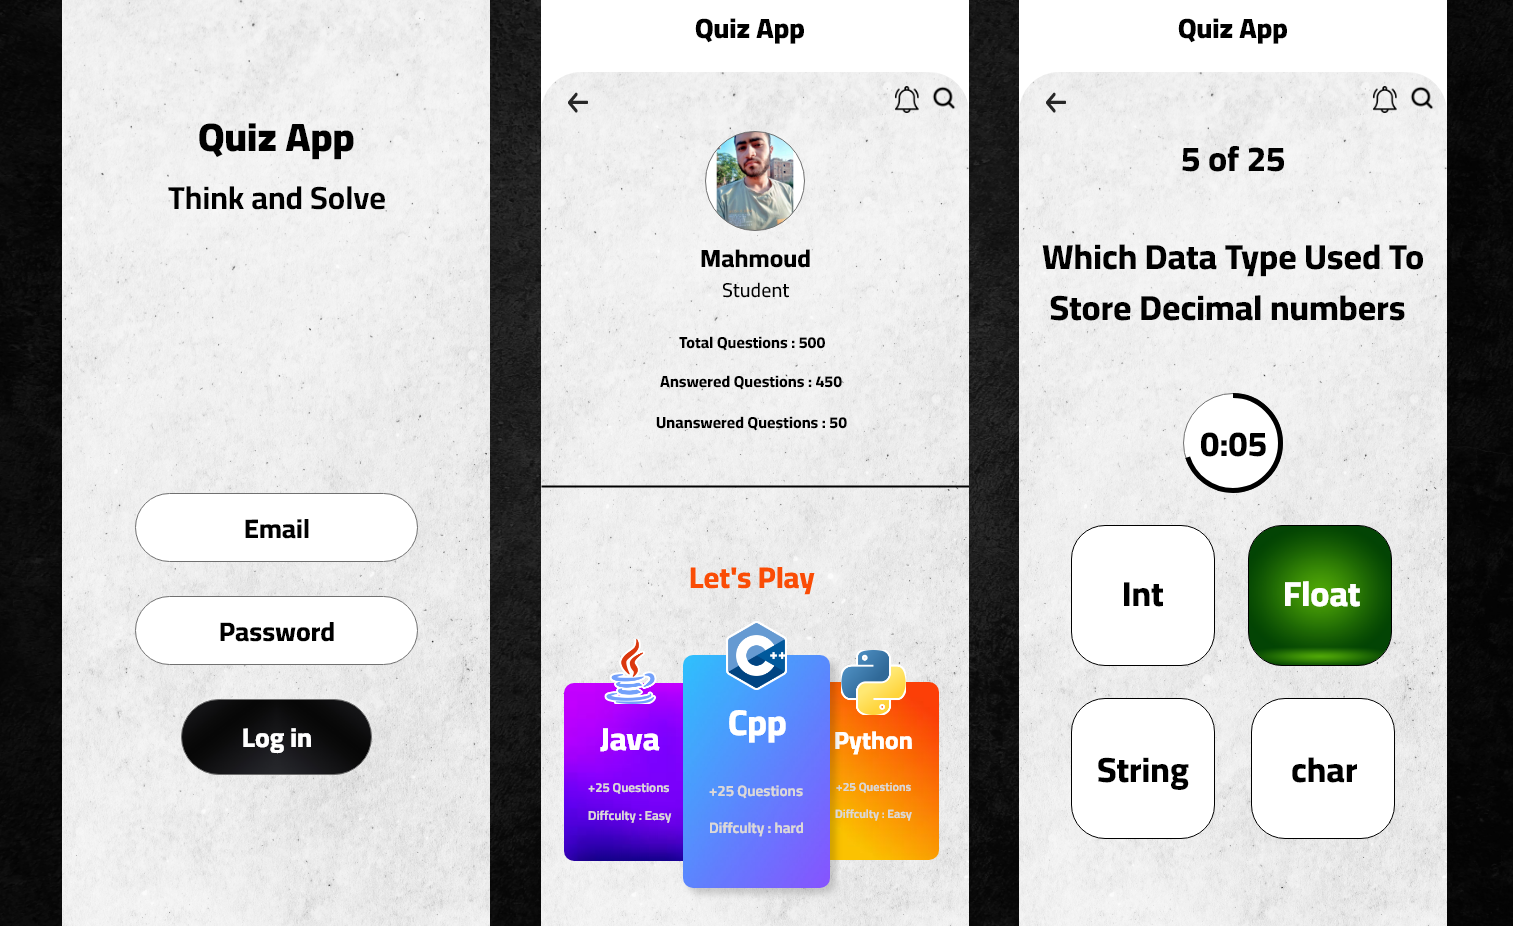 Quiz App
Think and Solve
Email
Password
Log in
Quiz App
Mahmoud
Student
Total Questions : 500
Answered Questions : 450
Unanswered Questions : 50
Let's Play
Java
+25 Questions
Diffculty : Easy
C++
Cpp
+25 Questions
Diffculty : hard
Python
+25 Questions
Diffculty : Easy
Quiz App
5 of 25
Which Data Type Used To
Store Decimal numbers
0:05
Int
Float
String
char